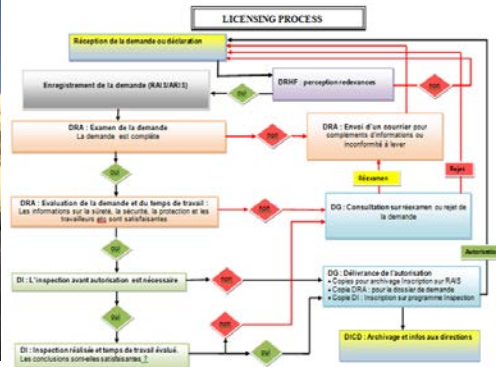 LICENSING PROCESS
Réception de la demande ou déclaration
DRHF : perception redevances
non
oui
Enregistrement de la demande (RAIS/ARIS)
DRA : Examen de la demande
La demande est complète
non
DRA : Envoi d'un courrier pour
complements d'informations ou
inconformité à lever
oui
Réexamen
Rejet
DRA : Evaluation de la demande et du temps de travail :
Les informations sur la sûreté, la sécurité, la protection et les
travailleurs etc sont satisfaisantes
non
DG : Consultation sur réexamen ou rejet de
la demande
oui
Autorisation
DI : L'inspection avant autorisation est nécessaire
non
DG : Délivrance de l'autorisation
• Copies pour archivage Inscription sur RAIS
• Copie DRA : pour le dossier de demande
• Copie DI : Inscription sur programme Inspection
oui
non
DI : Inspection réalisée et temps de travail évalué.
Les conclusions sont-elles satisfaisantes ?
oui
DICD : Archivage et infos aux directions
oui